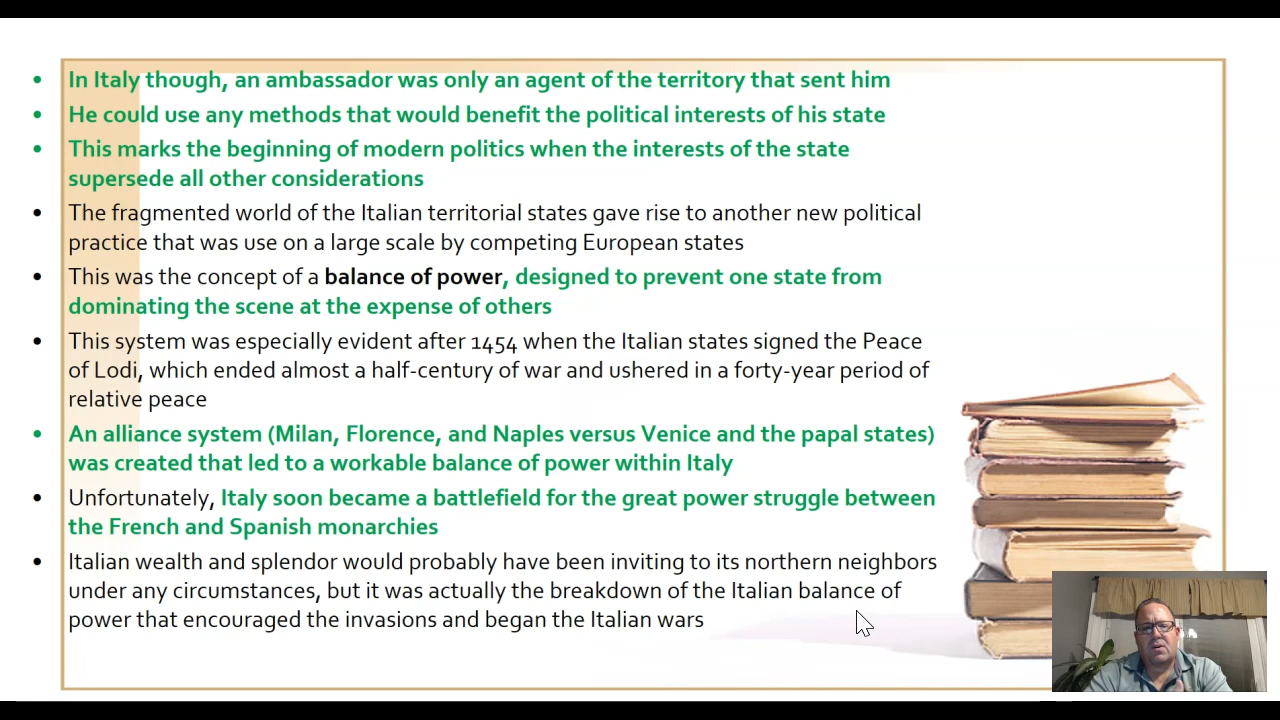 • In Italy though, an ambassador was only an agent of the territory that sent him
• He could use any methods that would benefit the political interests of his state
• This marks the beginning of modern politics when the interests of the state
supersede all other considerations
• The fragmented world of the Italian territorial states gave rise to another new political
practice that was use on a large scale by competing European states
• This was the concept of a balance of power, designed to prevent one state from
dominating the scene at the expense of others
• This system was especially evident after 1454 when the Italian states signed the Peace
of Lodi, which ended almost a half-century of war and ushered in a forty-year period of
relative peace
• An alliance system (Milan, Florence, and Naples versus Venice and the papal states)
was created that led to a workable balance of power within Italy
• Unfortunately, Italy soon became a battlefield for the great power struggle between
the French and Spanish monarchies
• Italian wealth and splendor would probably have been inviting to its northern neighbors
under any circumstances, but it was actually the breakdown of the Italian balance of
power that encouraged the invasions and began the Italian wars